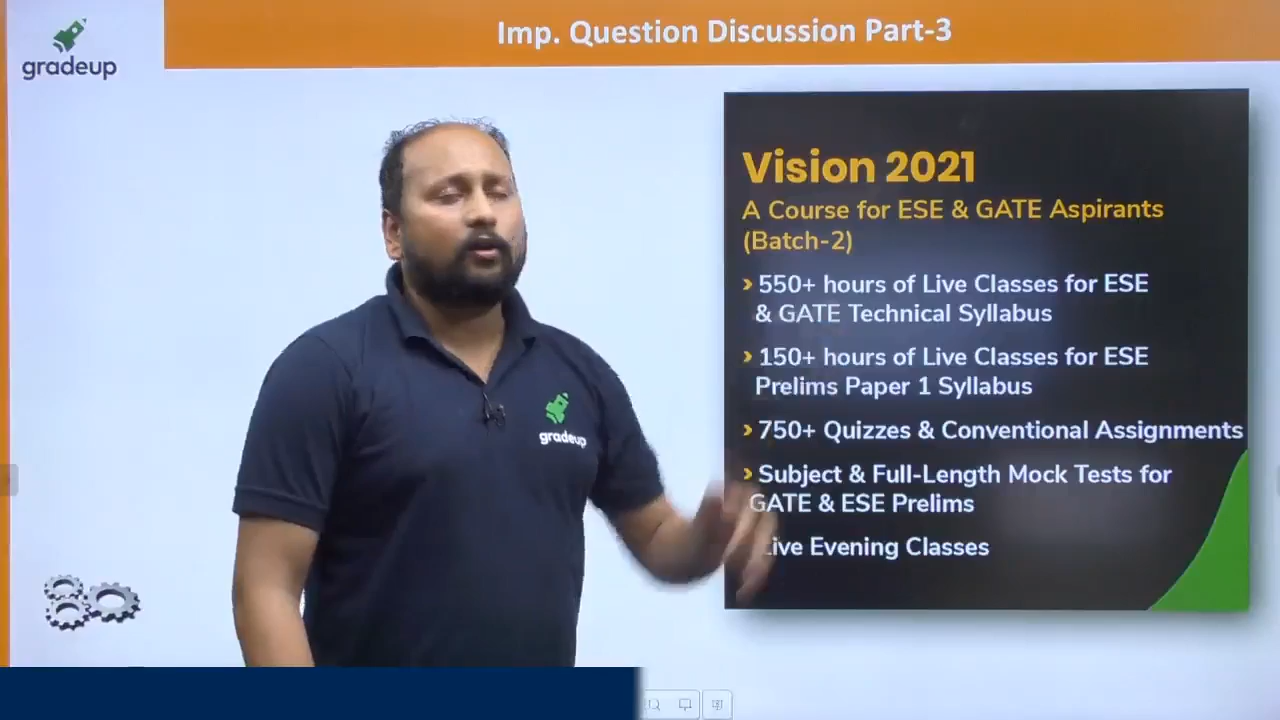 Imp. Question Discussion Part-3
gradeup
Vision 2021
A Course for ESE & GATE Aspirants
(Batch-2)
550+ hours of Live Classes for ESE
& GATE Technical Syllabus
150+ hours of Live Classes for ESE
Prelims Paper 1 Syllabus
750+ Quizzes & Conventional Assignments
Subject & Full-Length Mock Tests for
GATE & ESE Prelims
Live Evening Classes
gradeup